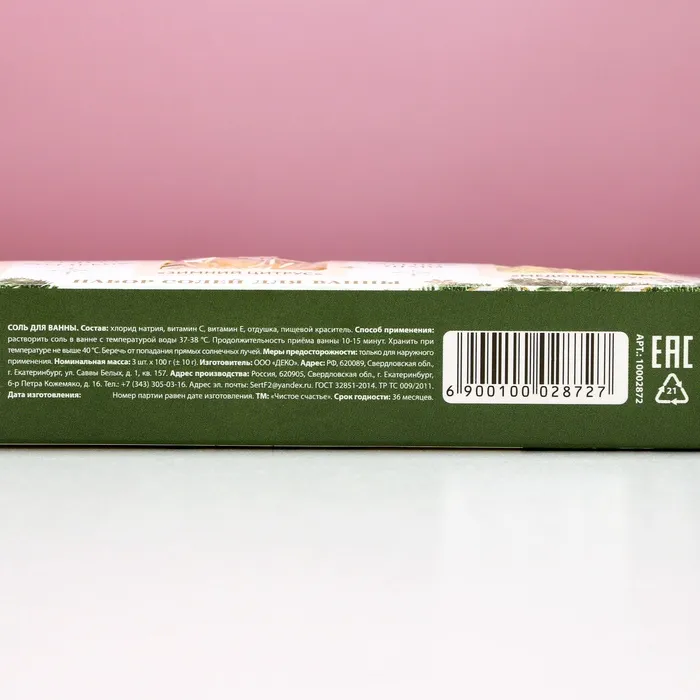 «ЗИМНИЙ ЦИТРУС»
НАБОР СОЛЕЙ ДЛЯ ВАННЫ
СОЛЬ ДЛЯ ВАННЫ. Состав: хлорид натрия, витамин С, витамин Е, отдушка, пищевой краситель. Способ применения:
растворить соль в ванне с температурой воды 37-38 °С. Продолжительность приёма ванны 10-15 минут. Хранить при
температуре не выше 40 °С. Беречь от попадания прямых солнечных лучей. Меры предосторожности: только для наружного
применения. Номинальная масса: 3 шт. х 100 г (± 10 г). Изготовитель: ООО «ДЕКО». Адрес: РФ, 620089, Свердловская обл.,
г. Екатеринбург, ул. Саввы Белых, д. 1, кв. 157. Адрес производства: Россия, 620905, Свердловская обл., г. Екатеринбург,
б-р Петра Кожемяко, д. 16. Тел.: +7 (343) 305-03-16. Адрес эл. почты: SertF2@yandex.ru. ГОСТ 32851-2014. ТР ТС 009/2011.
Дата изготовления: Номер партии равен дате изготовления. ТМ: «Чистое счастье». Срок годности: 36 месяцев.
6 900100 028727
АРТ.: 10002872
EAC
21